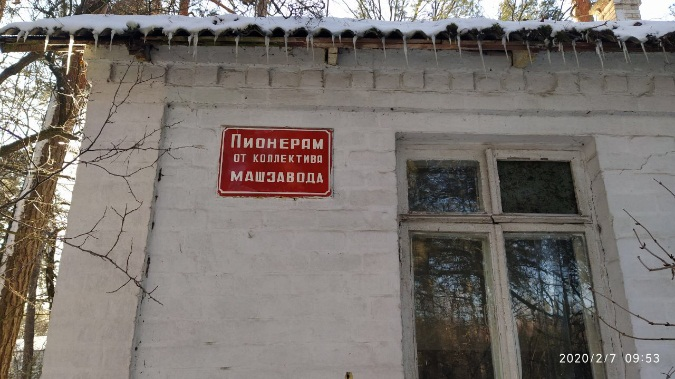 Пионерам
от коллектива
машзавода
2020/2/7 09:53